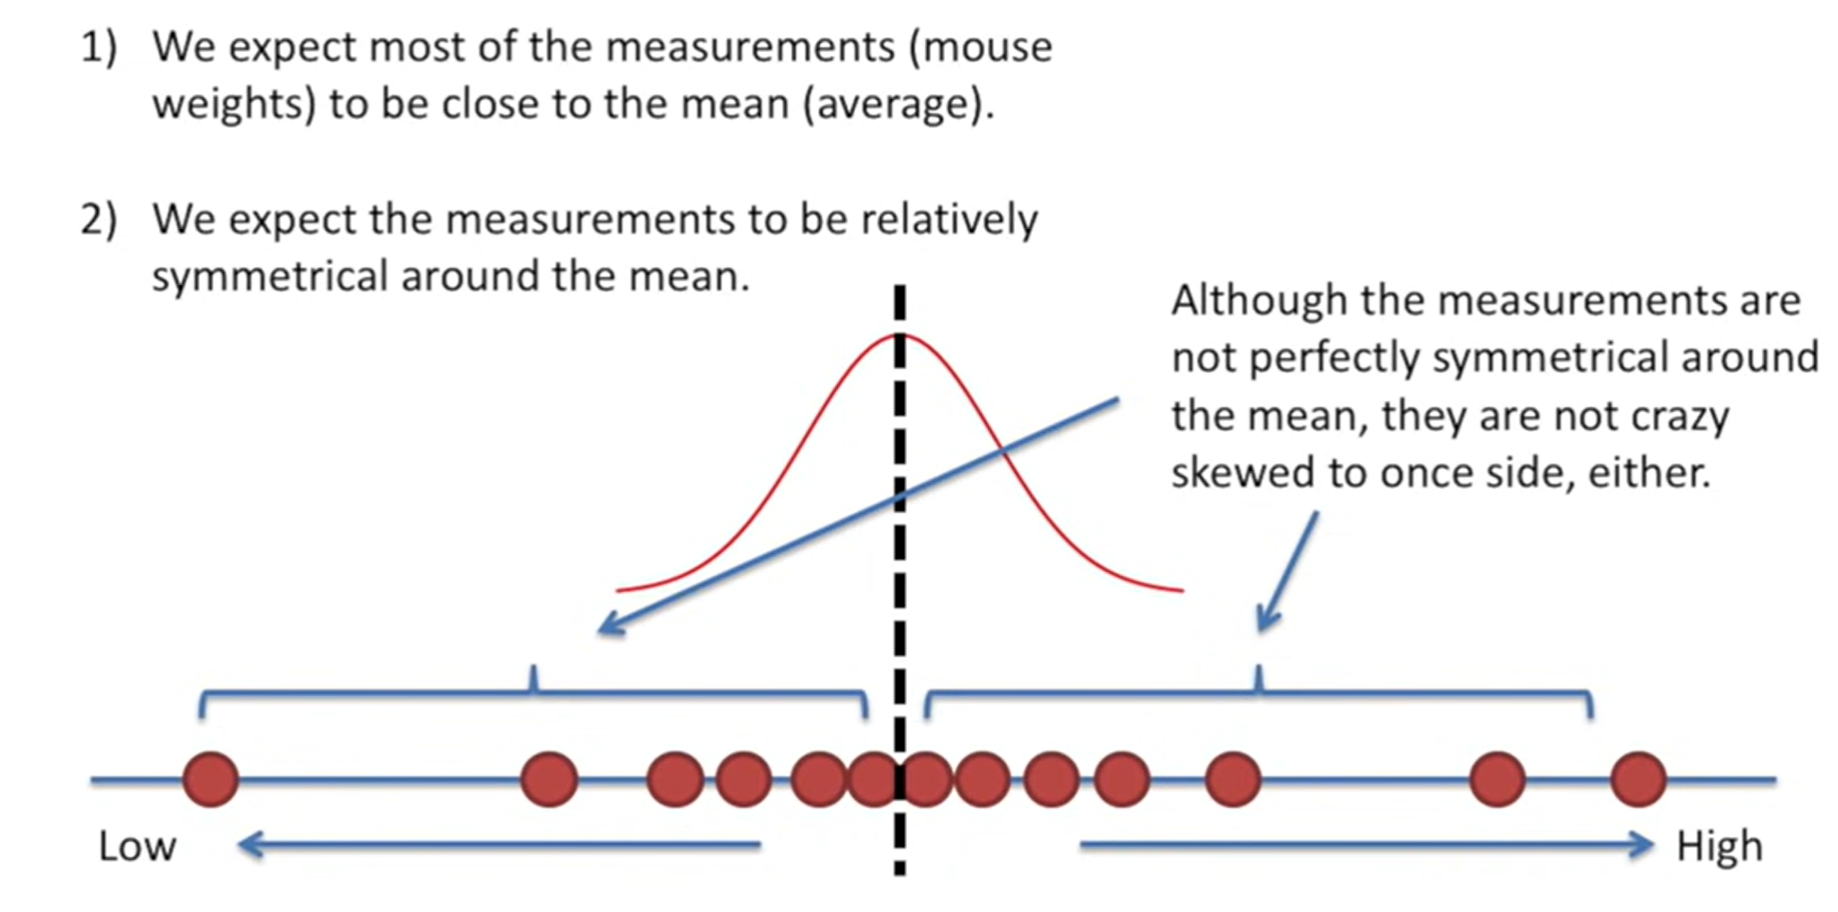 1) We expect most of the measurements (mouse
weights) to be close to the mean (average).
2) We expect the measurements to be relatively
symmetrical around the mean.
Although the measurements are
not perfectly symmetrical around
the mean, they are not crazy
skewed to once side, either.
Low
High